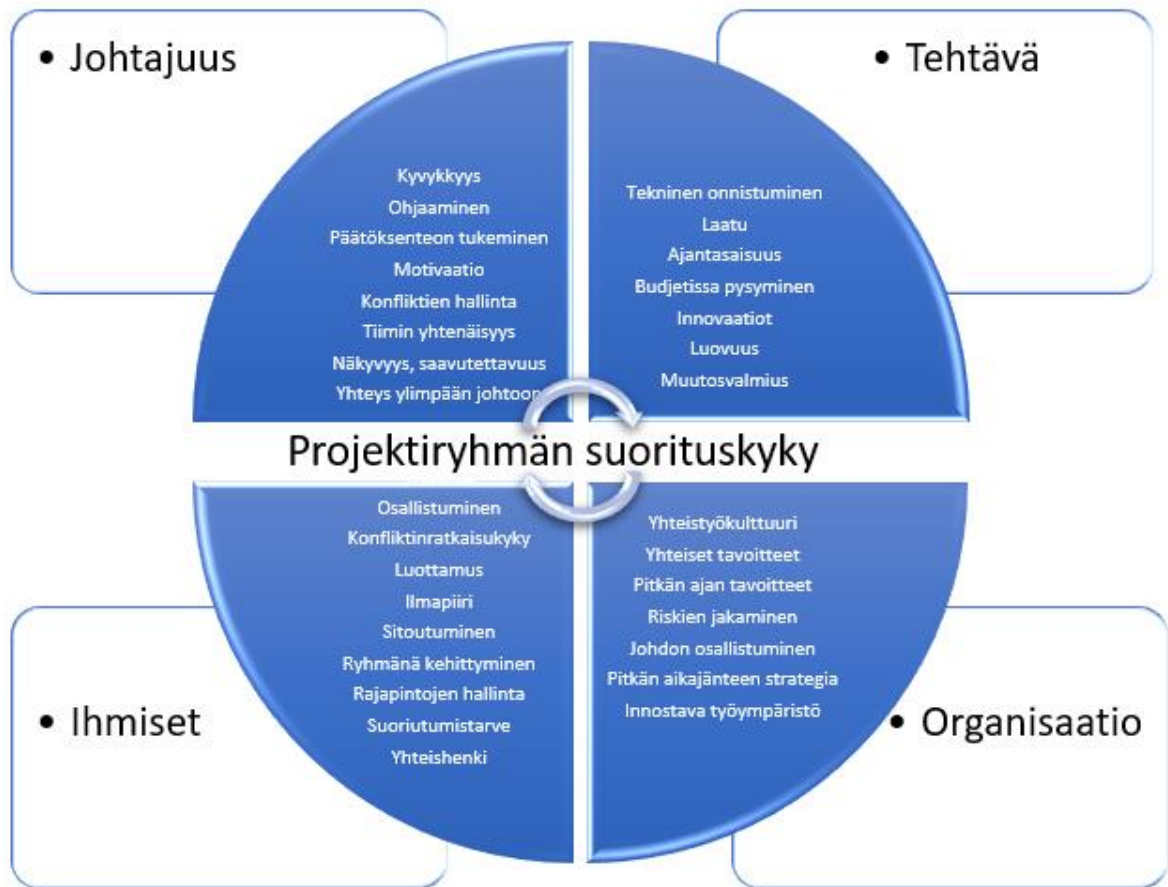 • Johtajuus
Kyvykkyys
Ohjaaminen
Päätöksenteon tukeminen
Motivaatio
Konfliktien hallinta
Tiimin yhtenäisyys
Näkyvyys, saavutettavuus
Yhteys ylimpään johtoon
• Tehtävä
Tekninen onnistuminen
Laatu
Ajantasaisuus
Budjetissa pysyminen
Innovaatiot
Luovuus
Muutosvalmius
Projektiryhmän suorituskyky
Osallistuminen
Konfliktinratkaisukyky
Luottamus
Ilmapiiri
Sitoutuminen
Ryhmänä kehittyminen
Rajapintojen hallinta
Suoriutumistarve
Yhteishenki
• Ihmiset
Yhteistyökulttuuri
Yhteiset tavoitteet
Pitkän ajan tavoitteet
Riskien jakaminen
Johdon osallistuminen
Pitkän aikajänteen strategia
Innostava työympäristö
• Organisaatio